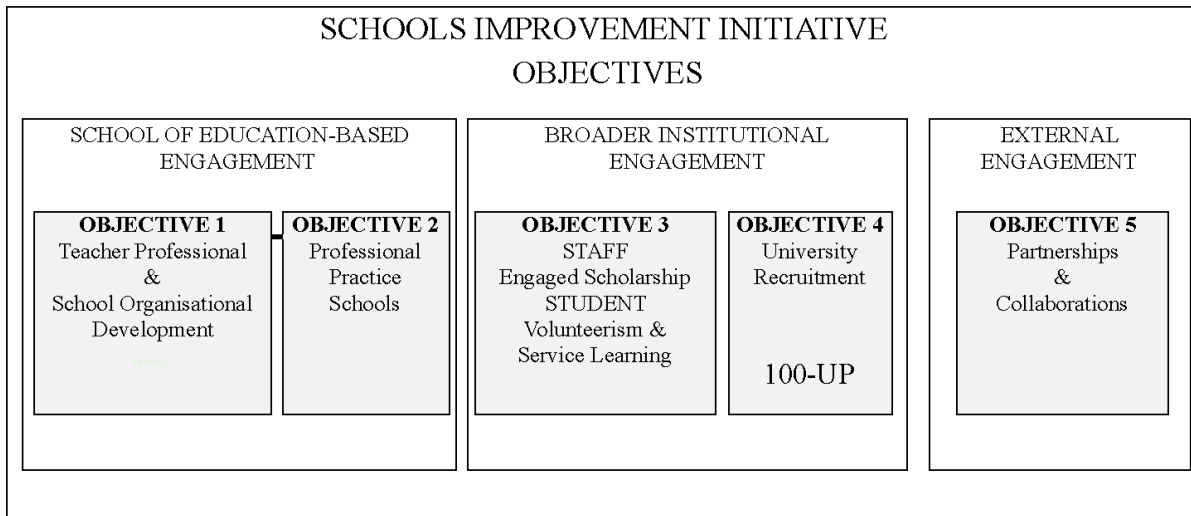 SCHOOLS IMPROVEMENT INITIATIVE
OBJECTIVES
SCHOOL OF EDUCATION-BASED
ENGAGEMENT
OBJECTIVE 1
Teacher Professional
&
School Organisational
Development
OBJECTIVE 2
Professional
Practice
Schools
BROADER INSTITUTIONAL
ENGAGEMENT
OBJECTIVE 3
STAFF
Engaged Scholarship
STUDENT
Volunteerism &
Service Learning
OBJECTIVE 4
University
Recruitment
100-UP
EXTERNAL
ENGAGEMENT
OBJECTIVE 5
Partnerships
&
Collaborations